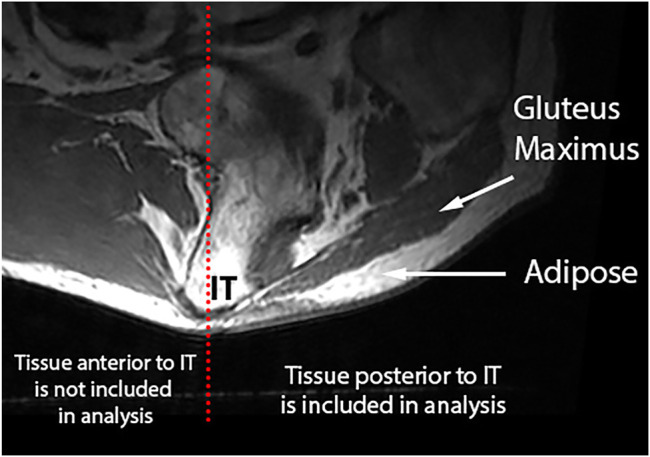 Gluteus
Maximus
IT
Adipose
Tissue anterior to IT
is not included
in analysis
Tissue posterior to IT
is included in analysis